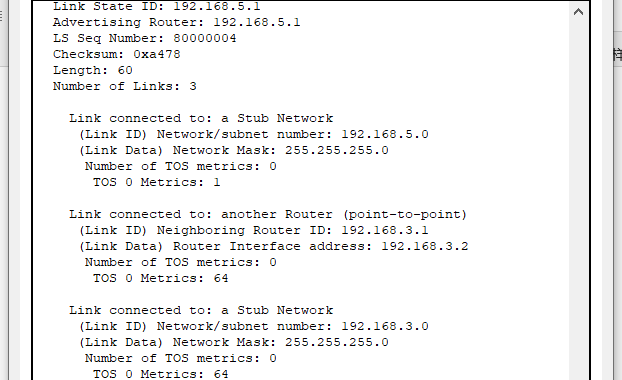 Link State ID: 192.168.5.1
Advertising Router: 192.168.5.1
LS Seq Number: 80000004
Checksum: 0xa478
Length: 60
Number of Links: 3
Link connected to: a Stub Network
(Link ID) Network/subnet number: 192.168.5.0
(Link Data) Network Mask: 255.255.255.0
Number of TOS metrics: 0
TOS 0 Metrics: 1
Link connected to: another Router (point-to-point)
(Link ID) Neighboring Router ID: 192.168.3.1
(Link Data) Router Interface address: 192.168.3.2
Number of TOS metrics: 0
TOS 0 Metrics: 64
Link connected to: a Stub Network
(Link ID) Network/subnet number: 192.168.3.0
(Link Data) Network Mask: 255.255.255.0
Number of TOS metrics: 0
TOS 0 Metrics: 64